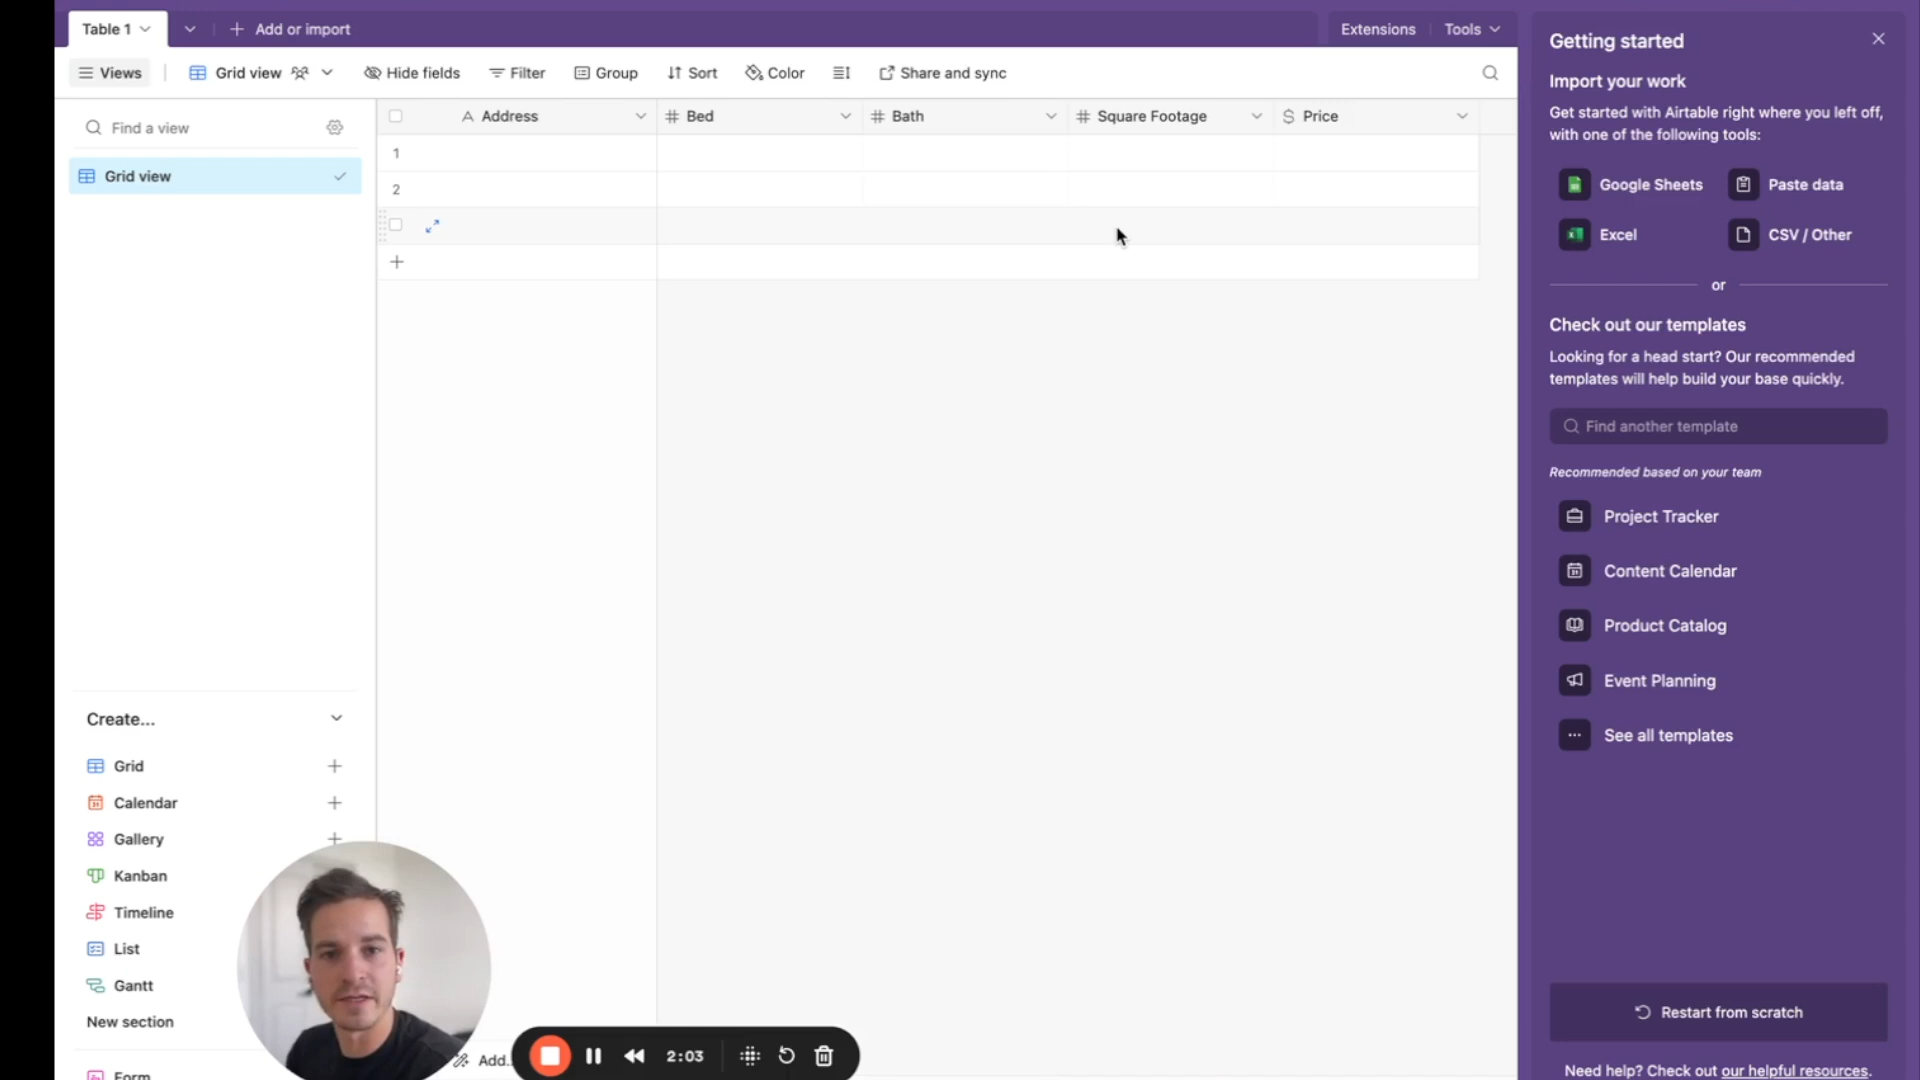 Table 1
Add or import
Extensions
Tools
Views
Grid view
Hide fields
Filter
Group
Sort
Color
Share and sync
Find a view
Grid view
Address
Bed
Bath
Square Footage
Price
1
2
Create...
Grid
Calendar
Gallery
Kanban
Timeline
List
Gantt
New section
Form
Add...
2:03
Getting started
Import your work
Get started with Airtable right where you left off,
with one of the following tools:
Google Sheets
Paste data
Excel
CSV / Other
or
Check out our templates
Looking for a head start? Our recommended
templates will help build your base quickly.
Find another template
Recommended based on your team
Project Tracker
Content Calendar
Product Catalog
Event Planning
See all templates
Restart from scratch
Need help? Check out our helpful resources.